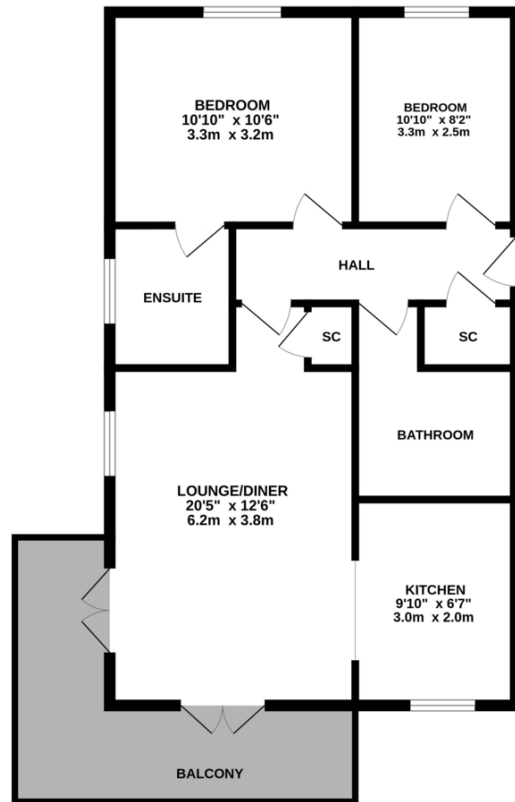 BEDROOM
10'10" x 10'6"
3.3m x 3.2m
BEDROOM
10'10" x 8'2"
3.3m x 2.5m
HALL
ENSUITE
SC
SC
BATHROOM
LOUNGE/DINER
20'5" x 12'6"
6.2m x 3.8m
KITCHEN
9'10" x 6'7"
3.0m x 2.0m
BALCONY